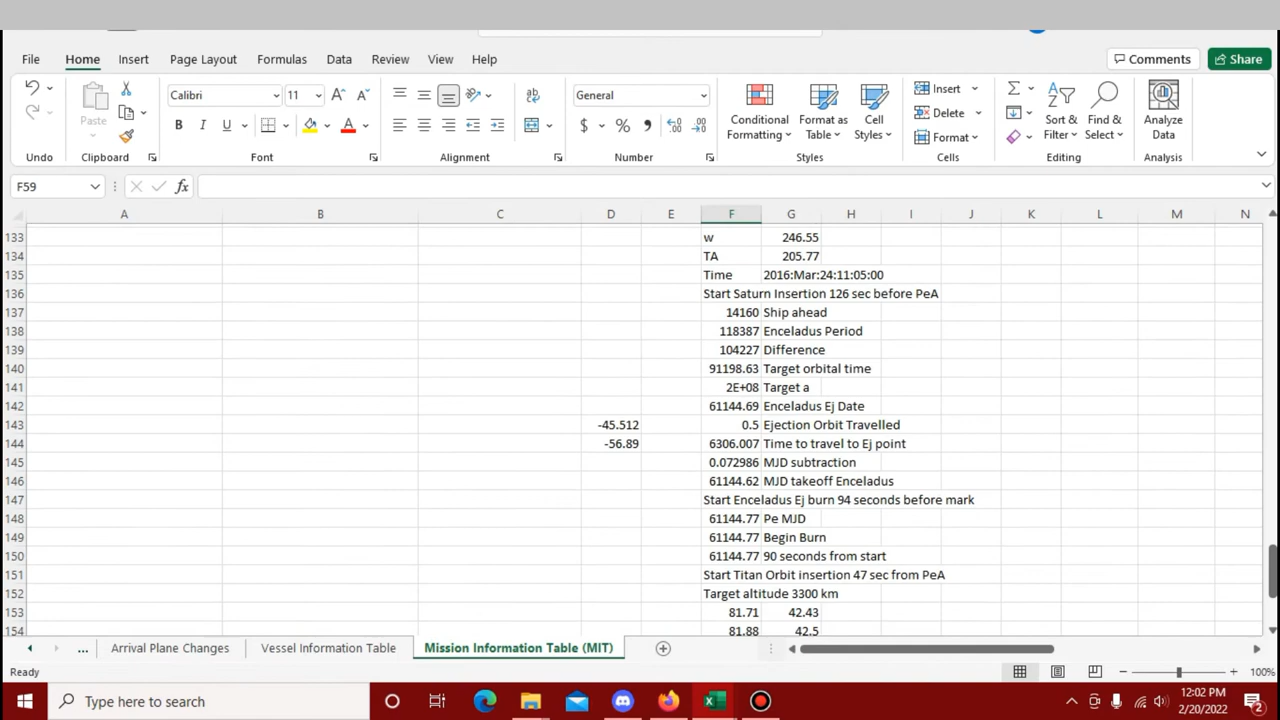 File Home Insert Page Layout Formulas Data Review View Help Comments Share
Calibri 11 General Insert
Paste Conditional Format as Cell Delete Sort & Find & Analyze
B I U A $ % Formatting Table Styles Format Filter Select Data
Undo Clipboard Font Alignment Number Styles Cells Editing Analysis
F59 fx
A B C D E F G H I J K L M N
133 w 246.55
134 TA 205.77
135 Time 2016:Mar:24:11:05:00
136 Start Saturn Insertion 126 sec before PeA
137 14160 Ship ahead
138 118387 Enceladus Period
139 104227 Difference
140 91198.63 Target orbital time
141 2E+08 Target a
142 61144.69 Enceladus Ej Date
143 -45.512 0.5 Ejection Orbit Travelled
144 -56.89 6306.007 Time to travel to Ej point
145 0.072986 MJD subtraction
146 61144.62 MJD takeoff Enceladus
147 Start Enceladus Ej burn 94 seconds before mark
148 61144.77 Pe MJD
149 61144.77 Begin Burn
150 61144.77 90 seconds from start
151 Start Titan Orbit insertion 47 sec from PeA
152 Target altitude 3300 km
153 81.71 42.43
154 81.88 42.5
... Arrival Plane Changes Vessel Information Table Mission Information Table (MIT)
Ready 100%
Type here to search 12:02 PM
2/20/2022 2